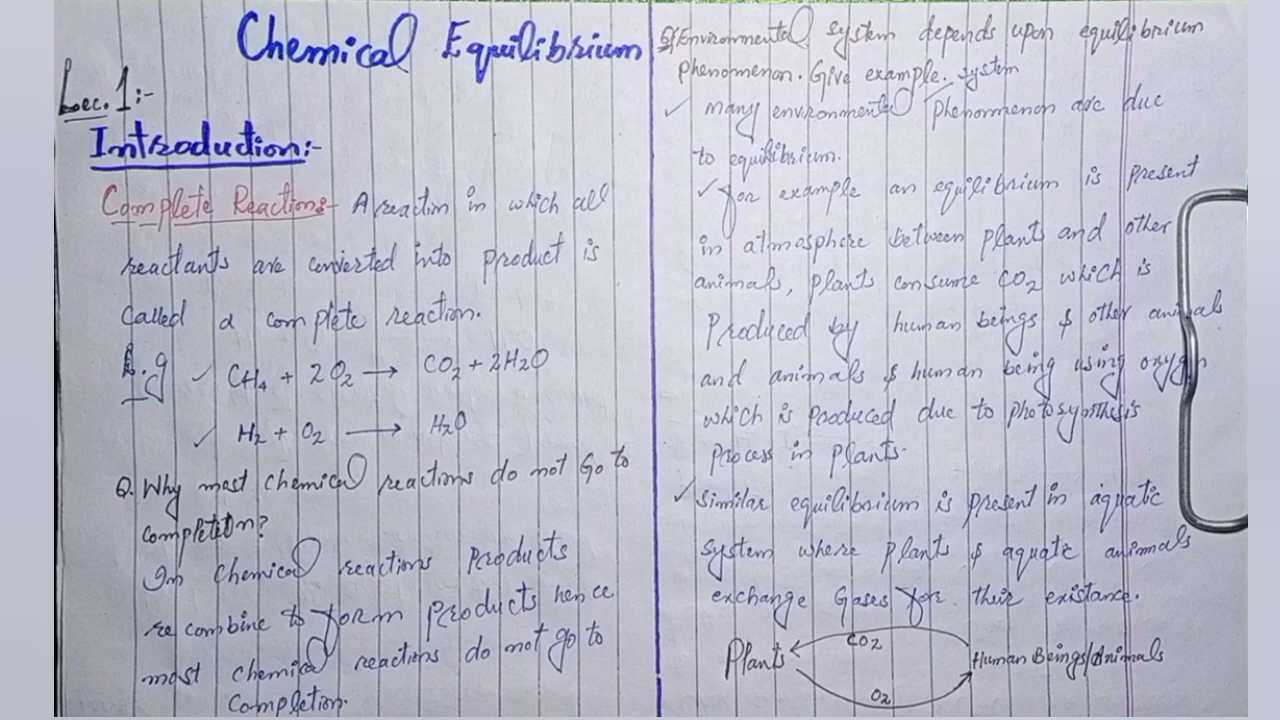 Chemical Equilibrium
Lec. 1:-
Introduction:-
Complete Reactions:- A reaction in which all
reactants are converted into product is
called a complete reaction.
E.g ✓ CH₄ + 2O₂ → CO₂ + 2H₂O
✓ H₂ + O₂ → H₂O
Q. Why most chemical reactions do not Go to
completion?
In Chemical reactions Products
re combine to form Products hence
most chemical reactions do not go to
Completion.
Q Environmental system depends upon equilibrium
phenomenon. Give example. system
✓ many environmental phenomenon are due
to equilibrium.
✓ for example an equilibrium is present
in atmosphere between plants and other
animals, plants consume CO₂ which is
Produced by human beings & other animals
and animals & human being using oxygen
which is produced due to photosynthesis
process in plants.
✓ similar equilibrium is present in aquatic
system where plants & aquatic animals
exchange Gases for their existance.
CO₂
Plants Human Beings/Animals
O₂